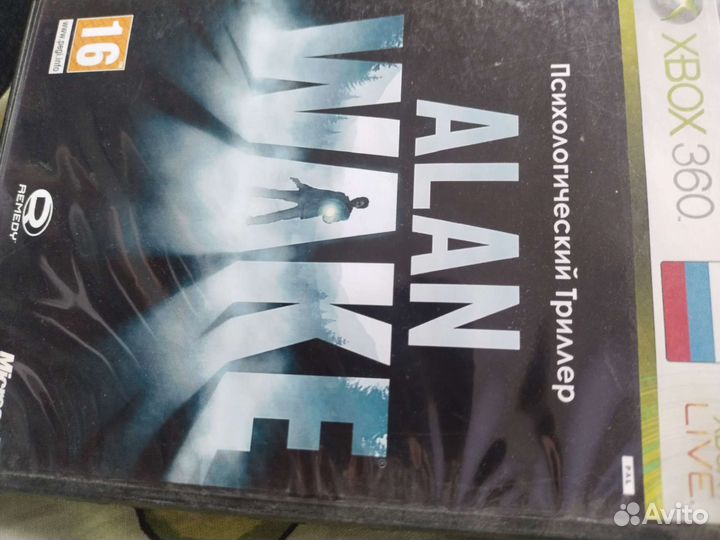 XBOX 360
LIVE
Психологический Триллер
ALAN
WAKE
PAL
16
www.pegi.info
REMEDY
Avito